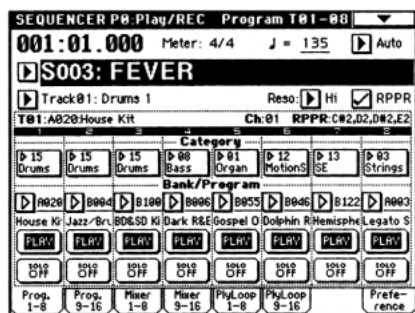 SEQUENCER P0:Play/REC Program T01-08
001:01.000 Meter: 4/4 ♩ = 135 Auto
S003: FEVER
Track01: Drums 1 Reso: Hi RPPR
T01:A020:House Kit Ch:01 RPPR:C#2,D2,D#2,E2
1 2 3 4 5 6 7 8
Category
15 15 15 08 01 12 13 03
Drums Drums Drums Bass Organ MotionS SE Strings
Bank/Program
A020 B004 B100 B006 B055 B046 B122 A003
House Ki Jazz/Bru BD&SD Ki Dark R&E Gospel O Dolphin R Hemisphe Legato S
PLAY PLAY PLAY PLAY PLAY PLAY PLAY PLAY
SOLO SOLO SOLO SOLO SOLO SOLO SOLO SOLO
OFF OFF OFF OFF OFF OFF OFF OFF
Prog. Prog. Mixer Mixer PlyLoop PlyLoop Prefe-
1-8 9-16 1-8 9-16 1-8 9-16 rence